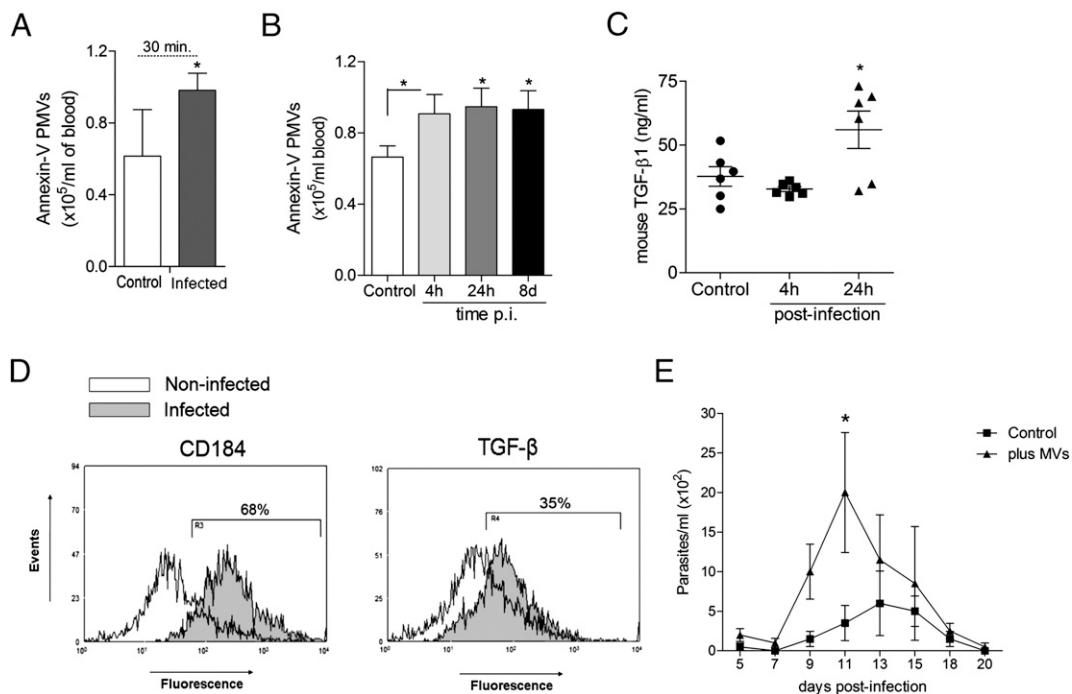 A
30 min.
*
Annexin-V PMVs
(x10⁵/ml of blood)
1.2
0.8
0.4
0.0
Control
Infected
B
*
*
*
Annexin-V PMVs
(x10⁵/ml blood)
1.2
0.8
0.4
0.0
Control
4h
24h
8d
time p.i.
C
*
mouse TGF-β1 (ng/ml)
75
50
25
0
Control
4h
24h
post-infection
D
Non-infected
Infected
CD184
Events
94
70
47
23
0
R3
68%
10⁰
10¹
10²
10³
10⁴
Fluorescence
TGF-β
102
76
51
25
0
R4
35%
10⁰
10¹
10²
10³
10⁴
Fluorescence
E
Control
plus MVs
*
Parasites/ml (x10²)
30
25
20
15
10
5
0
5
7
9
11
13
15
18
20
days post-infection